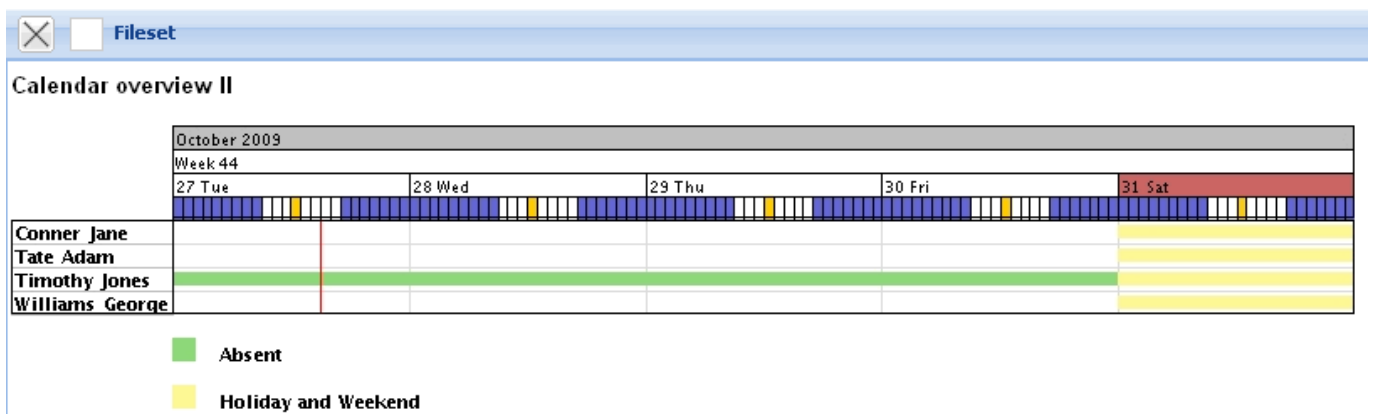 Fileset
Calendar overview II
October 2009
Week 44
27 Tue 28 Wed 29 Thu 30 Fri 31 Sat
Conner Jane
Tate Adam
Timothy Jones
Williams George
Absent
Holiday and Weekend